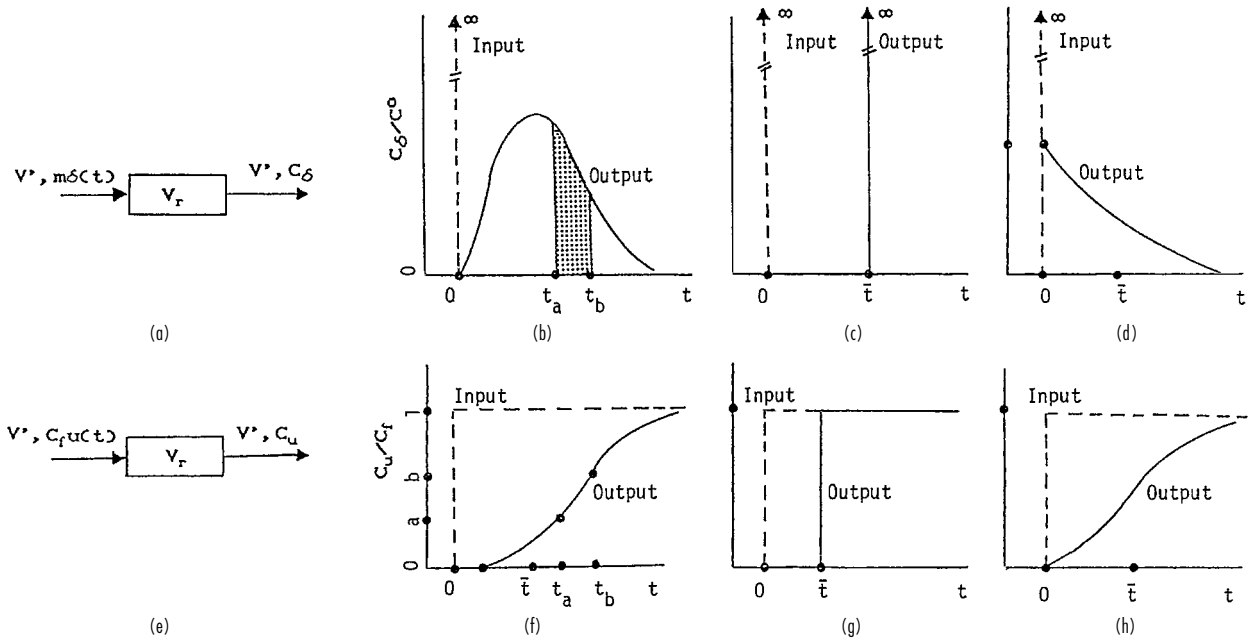 ∞
Input
C_δ/C°
Output
0
0 t_a t_b t
(b)
V', mδ(t)
V_r
V', C_δ
(a)
∞ ∞
Input Output
0 t̄ t
(c)
∞
Input
Output
0 t̄ t
(d)
V', C_f u(t)
V_r
V', C_u
(e)
Input
C_u/C_f
1
b
a
0
Output
0 t̄ t_a t_b t
(f)
Input
Output
0 t̄ t
(g)
Input
Output
0 t̄ t
(h)